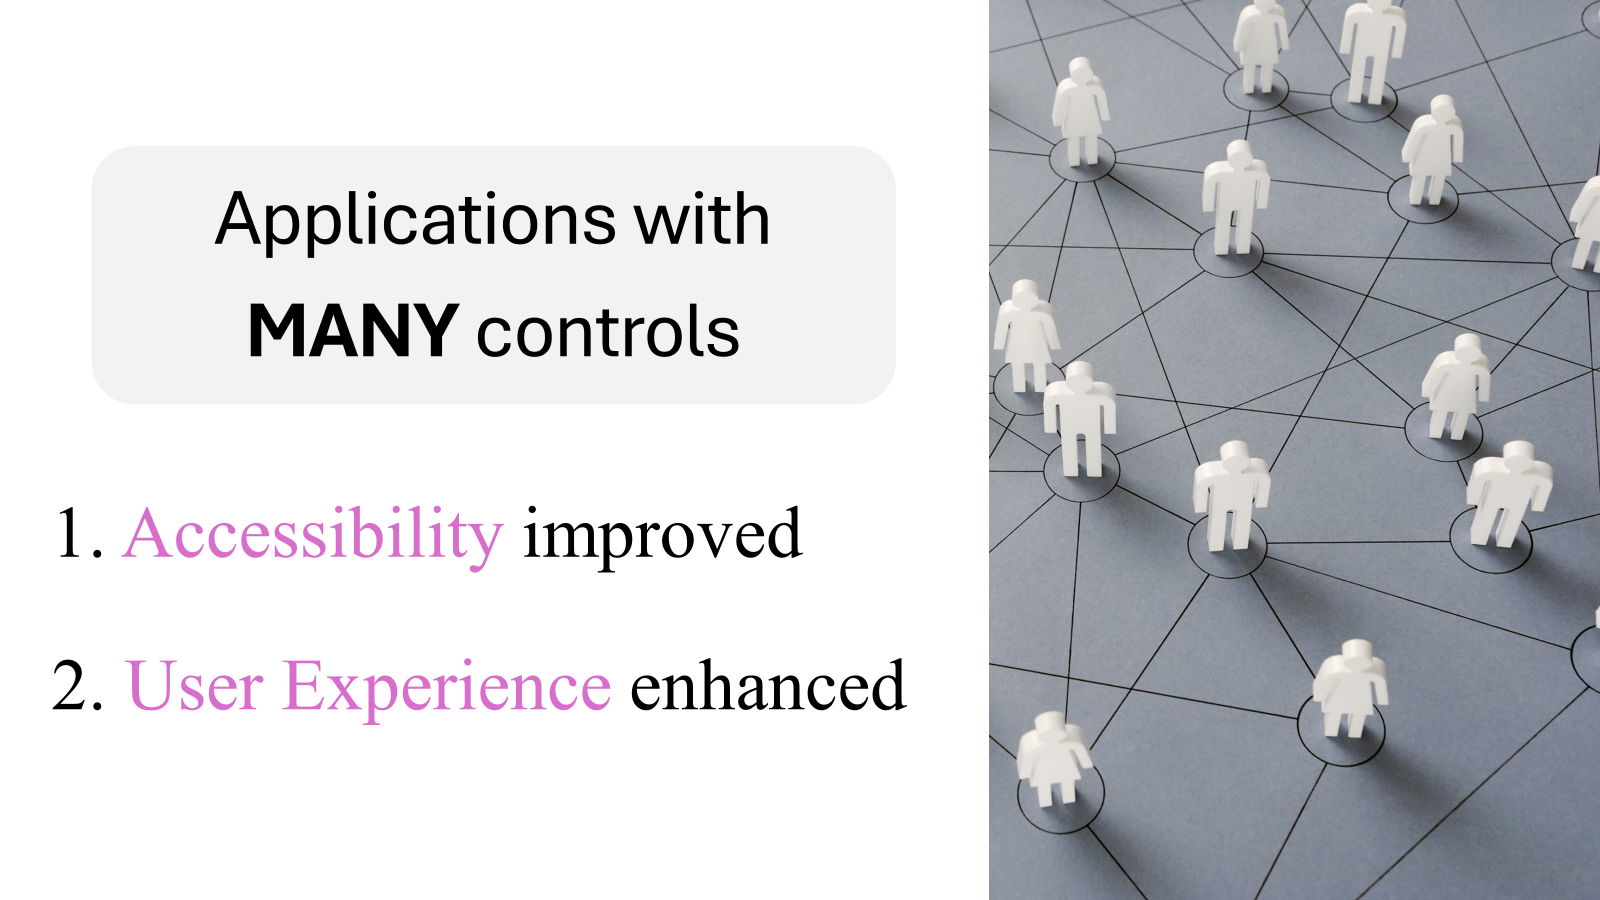 Applications with
MANY controls
1. Accessibility improved
2. User Experience enhanced